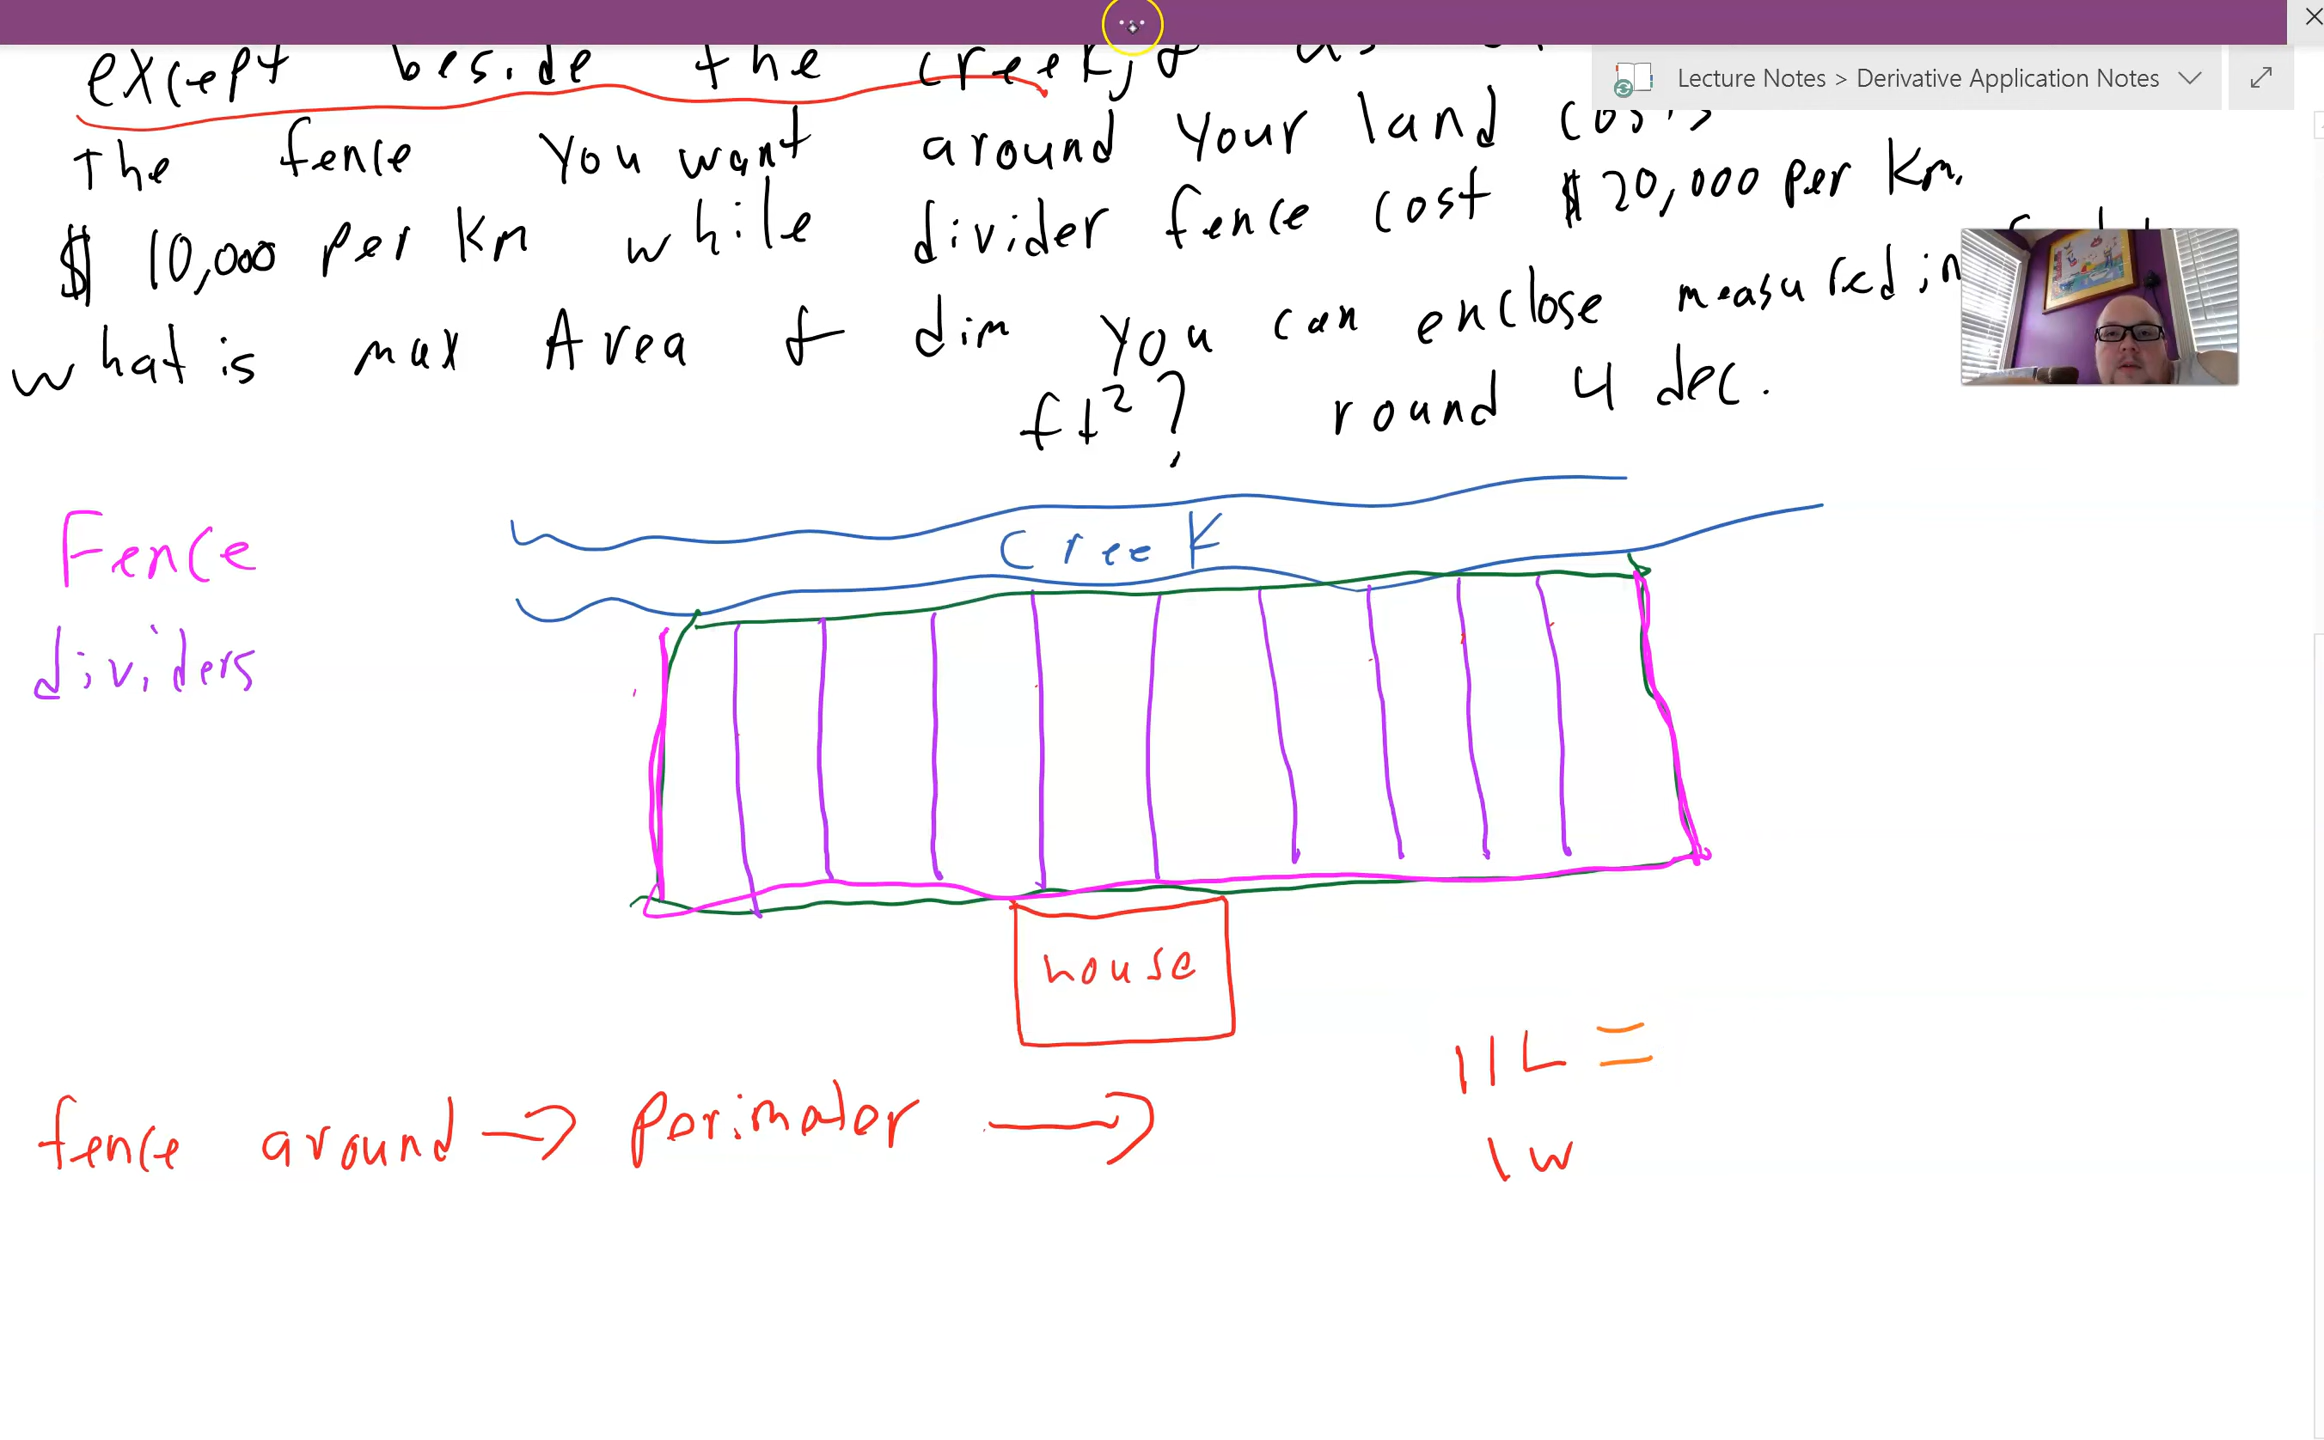 Lecture Notes > Derivative Application Notes
except beside the creek,
The fence you want around your land costs
$ 10,000 per Km while divider fence cost $ 20,000 per Km.
what is max Area & dim you can enclose measured in
ft²? round 4 dec.
Creek
Fence
dividers
house
11L =
fence around → perimater →
1w